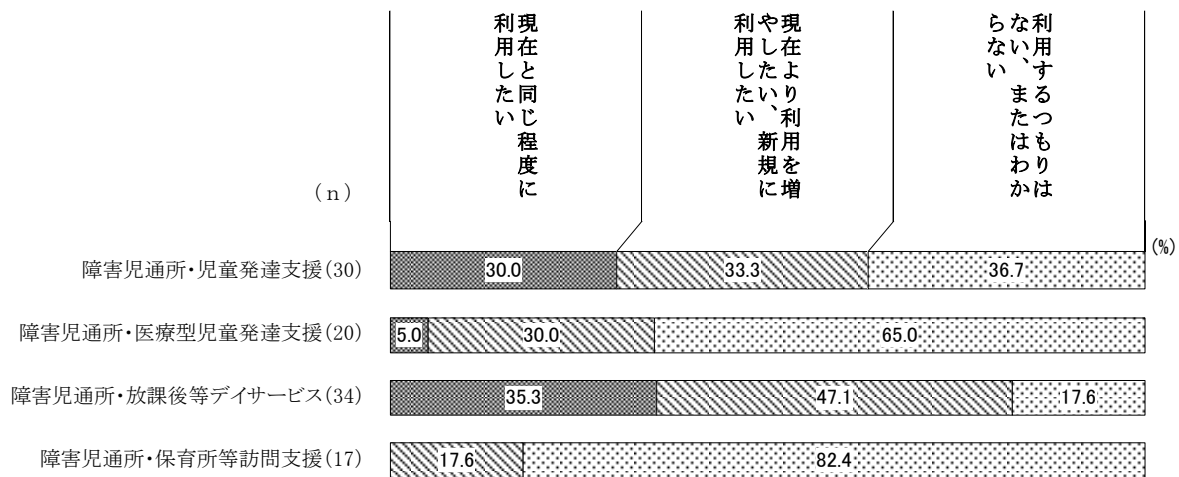 現在と同じ程度に
利用したい
現在より利用を増
やしたい、新規に
利用したい
利用するつもりは
ない、またはわか
らない
(n)
(%)
障害児通所・児童発達支援(30)
30.0
33.3
36.7
障害児通所・医療型児童発達支援(20)
5.0
30.0
65.0
障害児通所・放課後等デイサービス(34)
35.3
47.1
17.6
障害児通所・保育所等訪問支援(17)
17.6
82.4